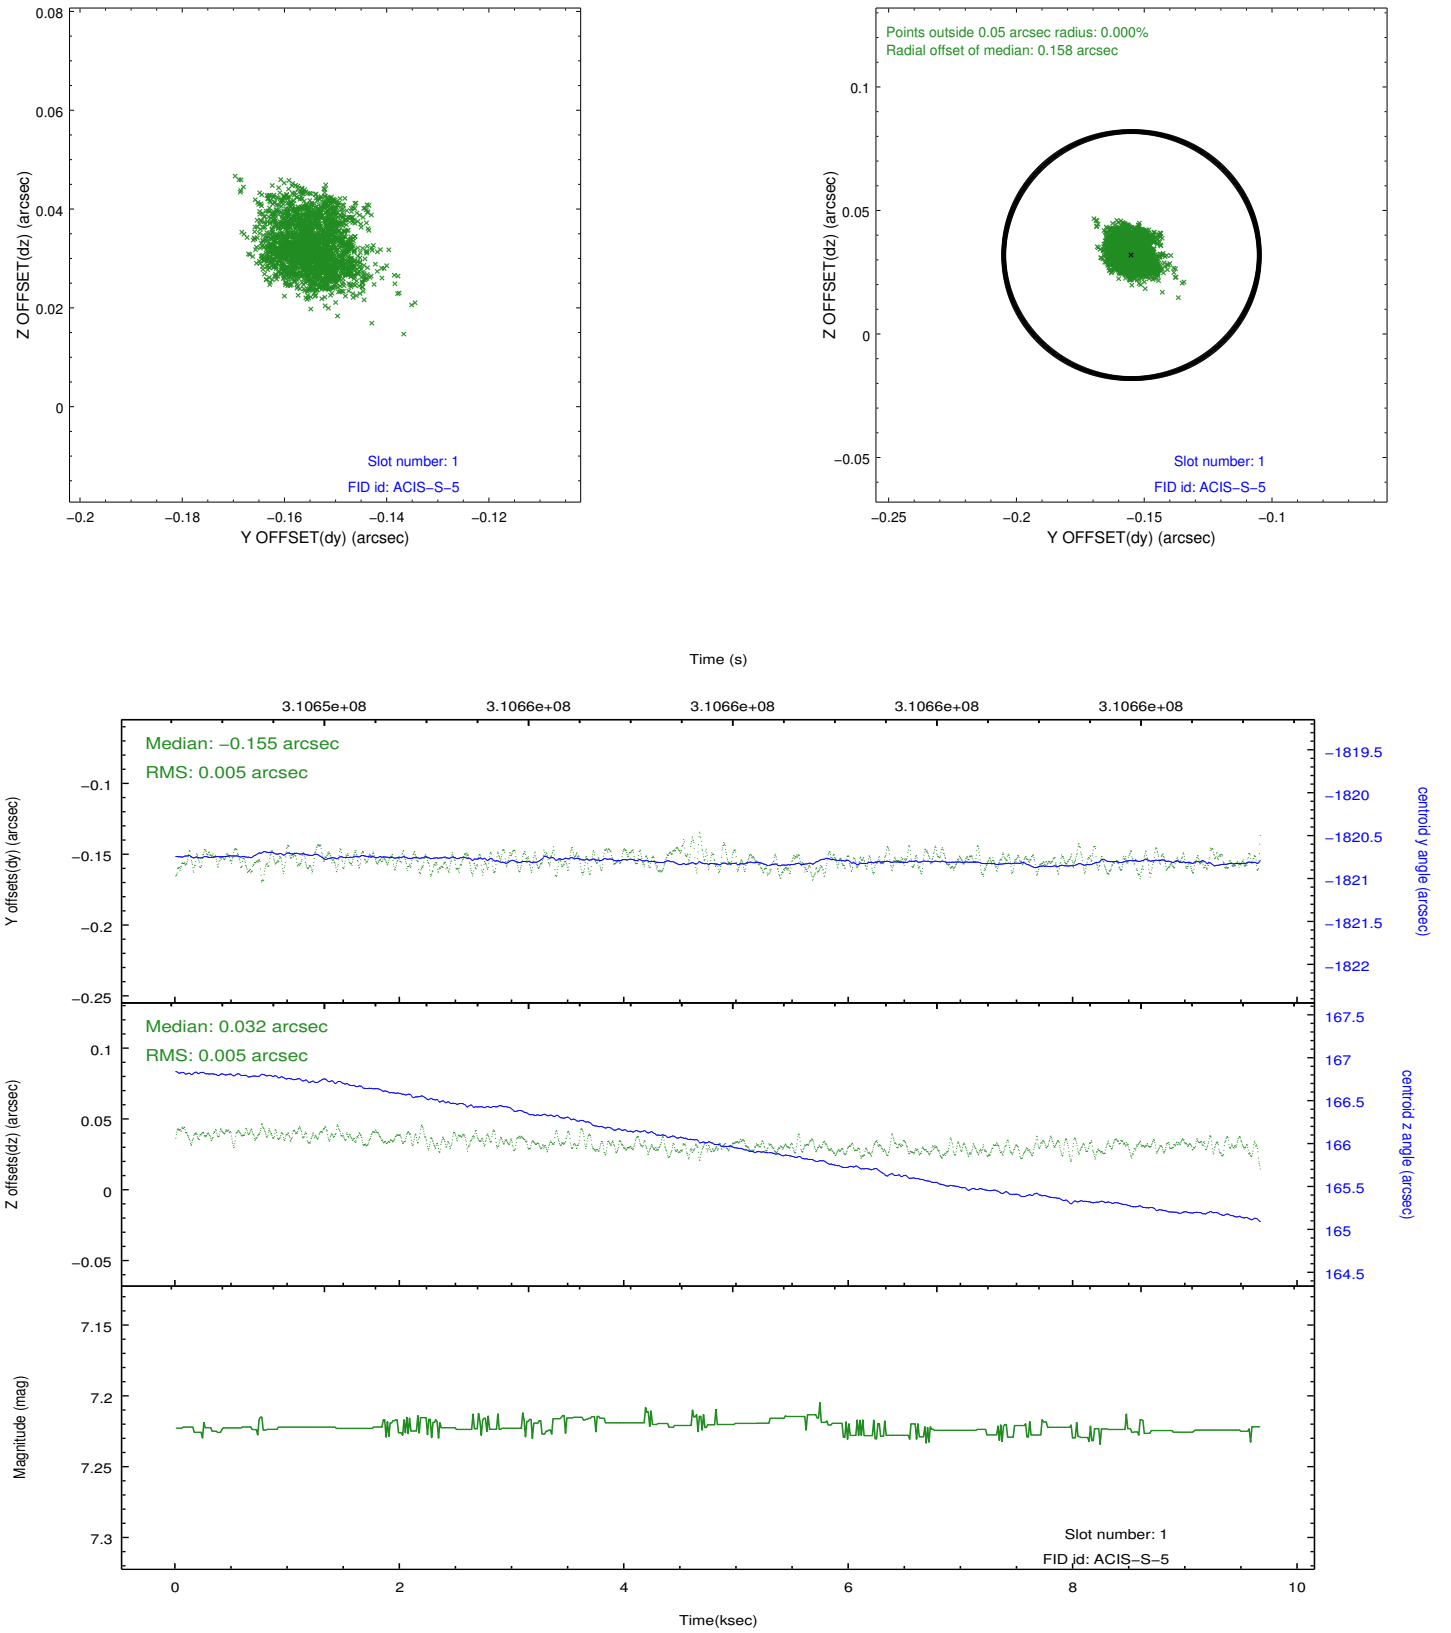 0.08
0.06
0.04
0.02
0
Z OFFSET(dz) (arcsec)
Slot number: 1
FID id: ACIS−S−5
−0.2
−0.18
−0.16
−0.14
−0.12
Y OFFSET(dy) (arcsec)
Points outside 0.05 arcsec radius: 0.000%
Radial offset of median: 0.158 arcsec
0.1
0.05
0
−0.05
Z OFFSET(dz) (arcsec)
Slot number: 1
FID id: ACIS−S−5
−0.25
−0.2
−0.15
−0.1
Y OFFSET(dy) (arcsec)
Time (s)
3.1065e+08
3.1066e+08
3.1066e+08
3.1066e+08
3.1066e+08
Median: −0.155 arcsec
RMS: 0.005 arcsec
−0.1
−0.15
−0.2
−0.25
Y offsets(dy) (arcsec)
−1819.5
−1820
−1820.5
−1821
−1821.5
−1822
centroid y angle (arcsec)
Median: 0.032 arcsec
RMS: 0.005 arcsec
0.1
0.05
0
−0.05
Z offsets(dz) (arcsec)
167.5
167
166.5
166
165.5
165
164.5
centroid z angle (arcsec)
7.15
7.2
7.25
7.3
Magnitude (mag)
Slot number: 1
FID id: ACIS−S−5
0
2
4
6
8
10
Time(ksec)